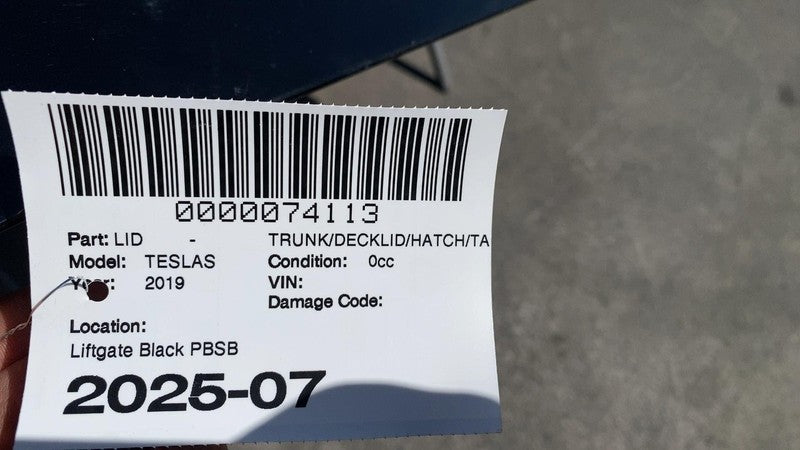 0000074113
Part: LID - TRUNK/DECKLID/HATCH/TA
Model: TESLAS Condition: 0cc
Year: 2019 VIN:
Damage Code:
Location:
Liftgate Black PBSB
2025-07